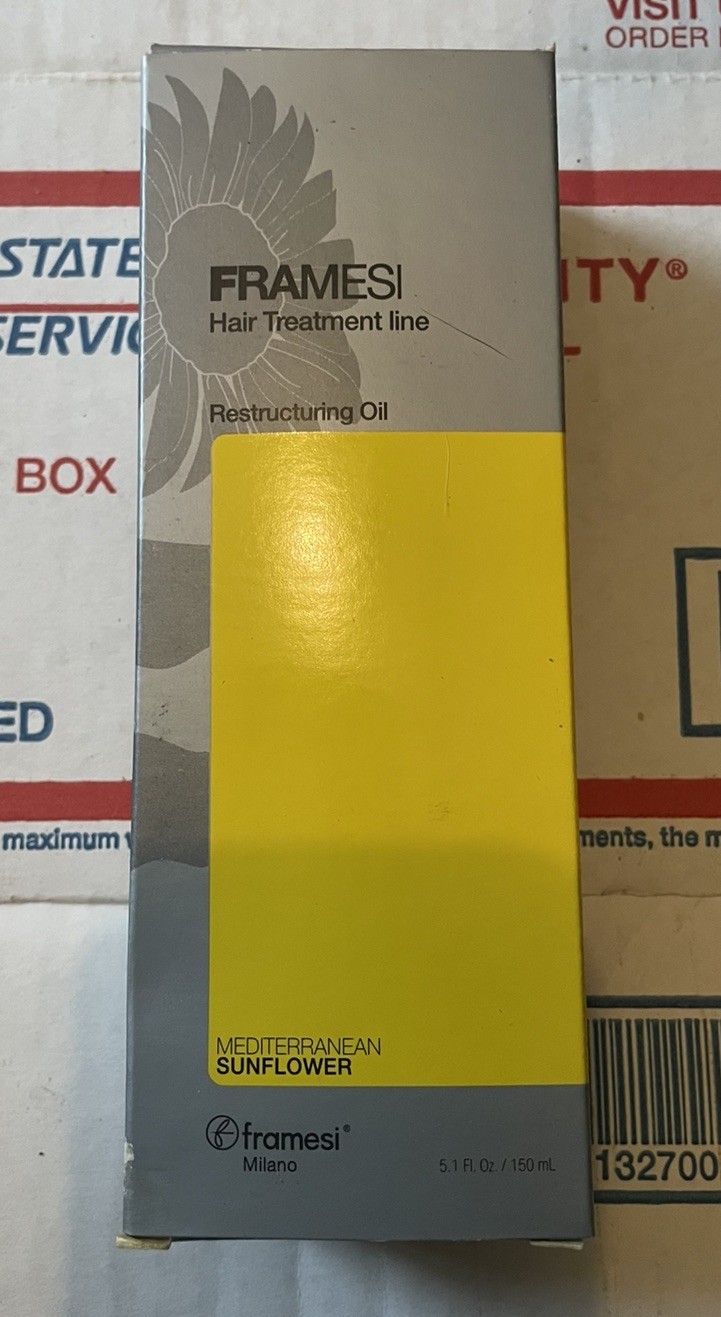 VISIT
ORDER
STATE
ITY®
FRAMESI
Hair Treatment line
Restructuring Oil
BOX
ED
maximum
ments, the
MEDITERRANEAN
SUNFLOWER
framesi®
Milano
5.1 Fl. Oz. / 150 mL
132700